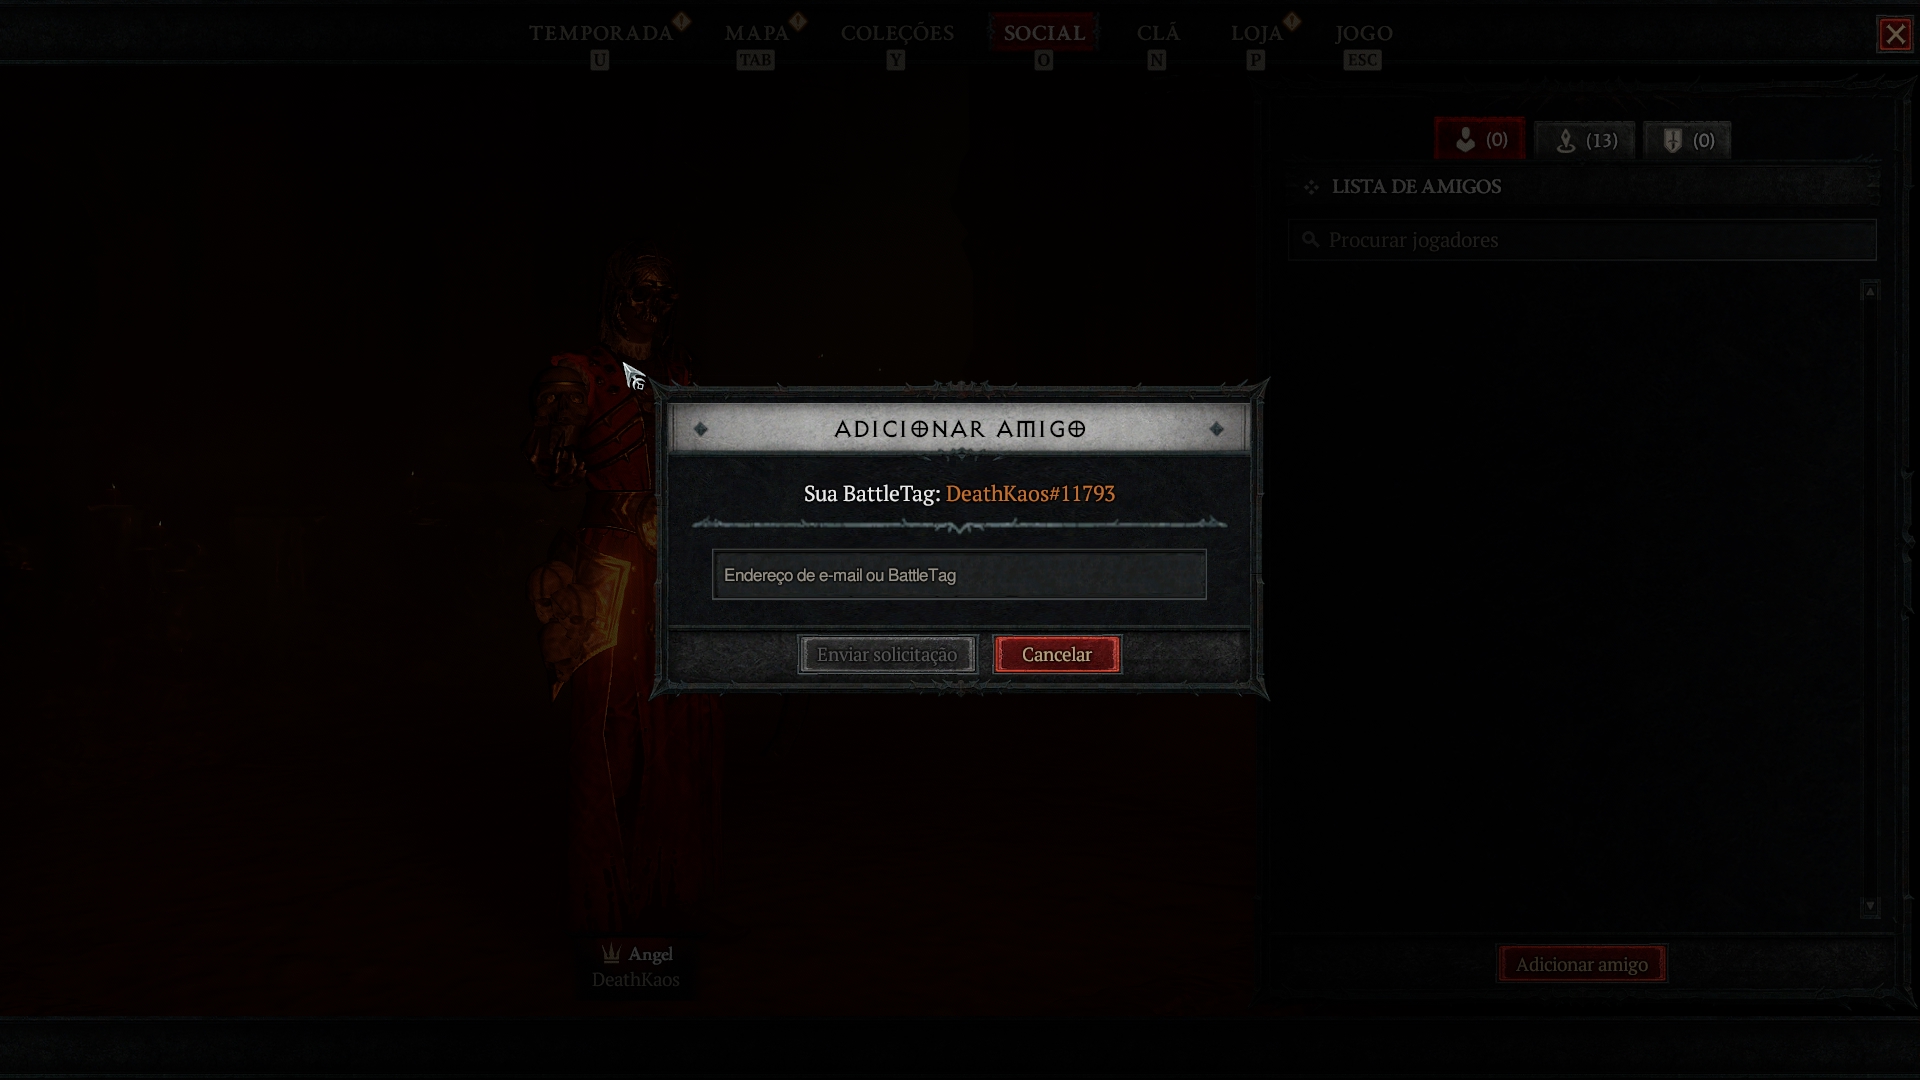 TEMPORADA
MAPA
COLEÇÕES
SOCIAL
CLÃ
LOJA
JOGO
U
TAB
Y
O
N
P
ESC
(0)
(13)
(0)
LISTA DE AMIGOS
Procurar jogadores
ADICIONAR AMIGO
Sua BattleTag: DeathKaos#11793
Endereço de e-mail ou BattleTag
Enviar solicitação
Cancelar
Angel
DeathKaos
Adicionar amigo